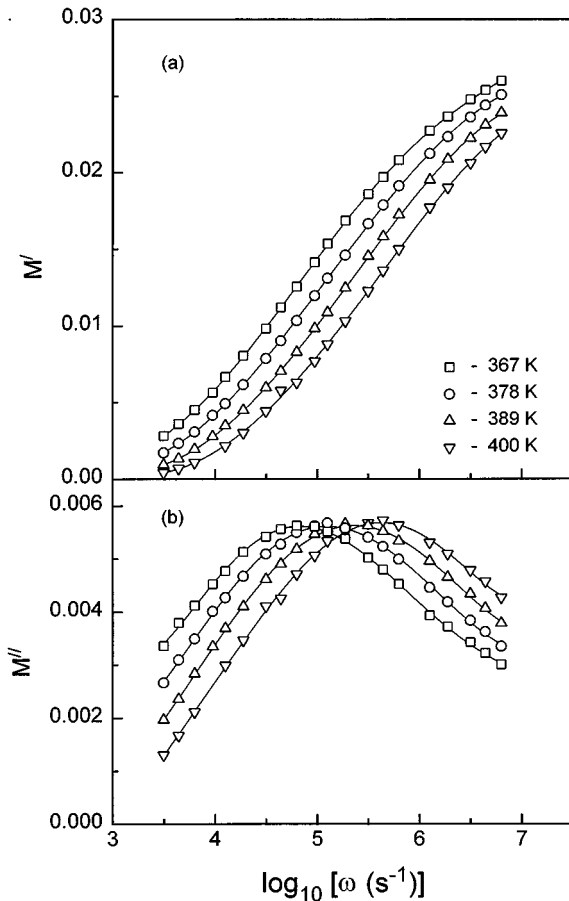 0.03
(a)
0.02
M′
0.01
- 367 K
- 378 K
- 389 K
- 400 K
0.00
0.006
(b)
0.004
M″
0.002
0.000
3 4 5 6 7
log₁₀ [ω (s⁻¹)]